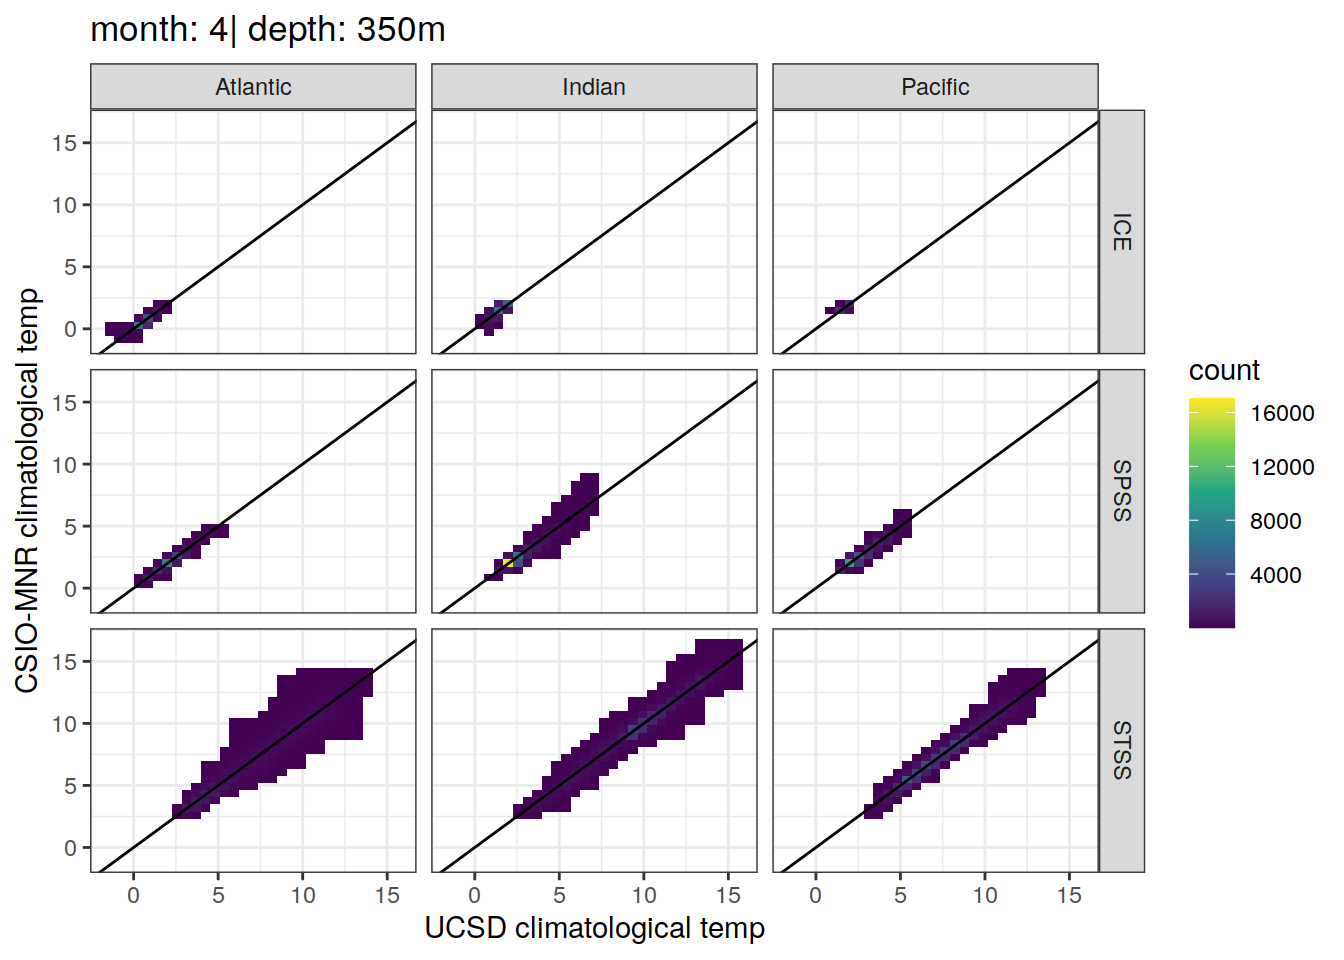 month: 4| depth: 350m
Atlantic
Indian
Pacific
15
10
5
0
ICE
15
10
5
0
SPSS
15
10
5
0
STSS
0 5 10 15
0 5 10 15
0 5 10 15
UCSD climatological temp
CSIO-MNR climatological temp
count
16000
12000
8000
4000